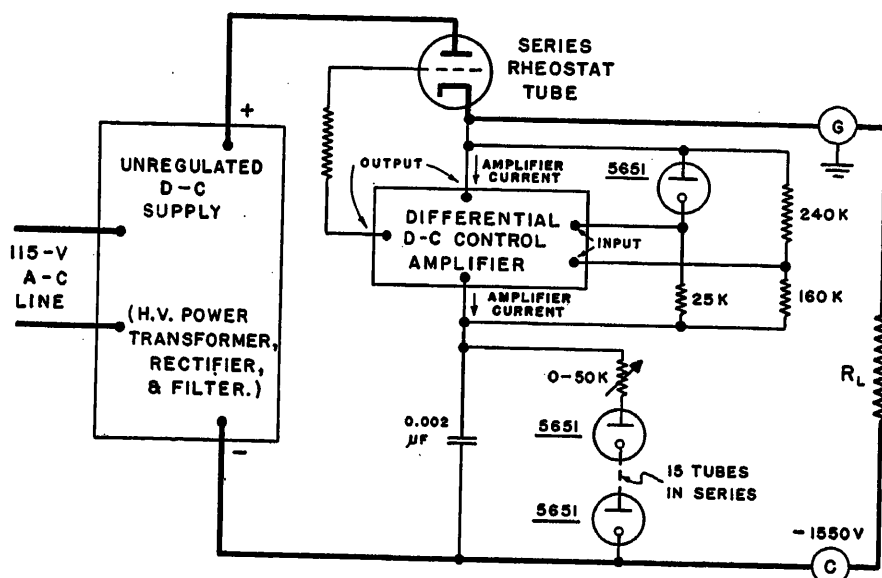 SERIES
RHEOSTAT
TUBE
+
UNREGULATED
D-C
SUPPLY
115-V
A-C
LINE
(H.V. POWER
TRANSFORMER,
RECTIFIER,
& FILTER.)
-
OUTPUT
AMPLIFIER
CURRENT
DIFFERENTIAL
D-C CONTROL
AMPLIFIER
INPUT
AMPLIFIER
CURRENT
5651
240K
25K
160K
G
RL
0-50K
0.002
µF
5651
15 TUBES
IN SERIES
5651
-1550V
C